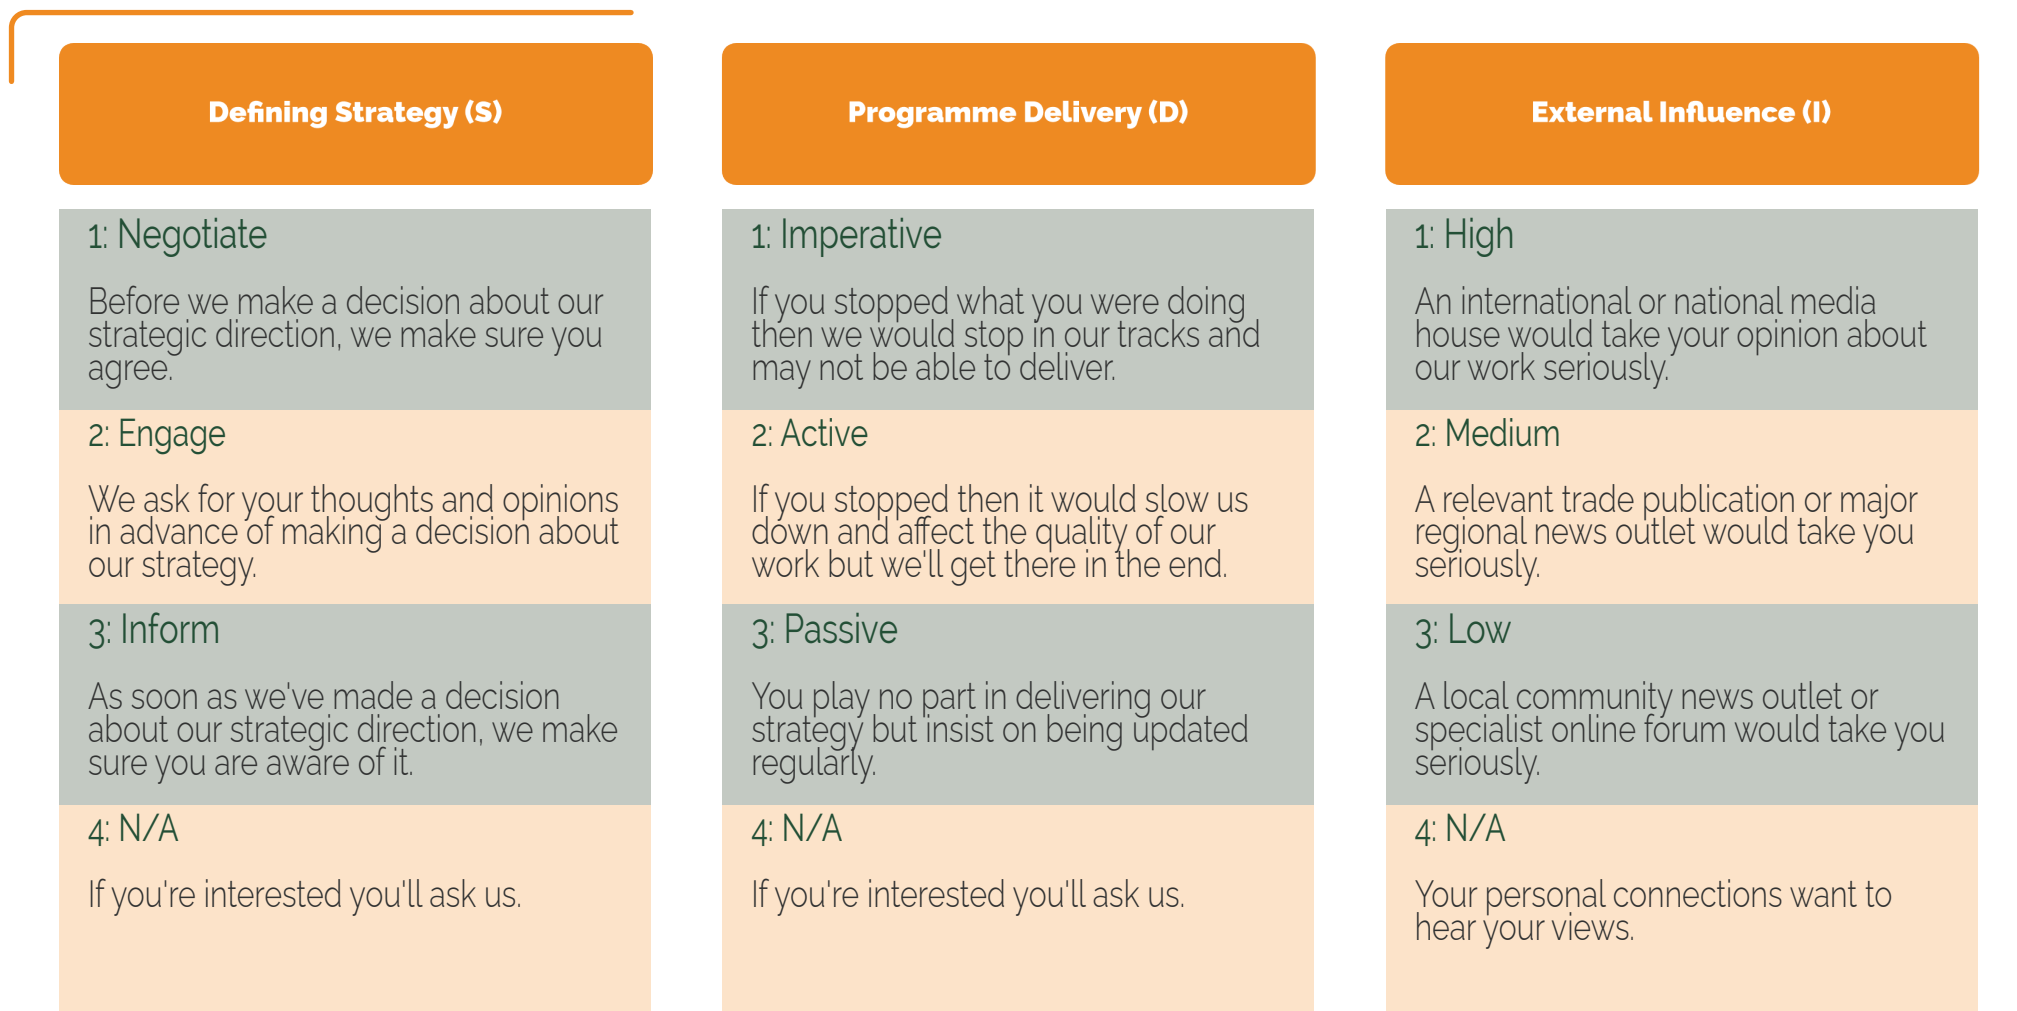 Defining Strategy (S)
1: Negotiate
Before we make a decision about our
strategic direction, we make sure you
agree.
2: Engage
We ask for your thoughts and opinions
in advance of making a decision about
our strategy.
3: Inform
As soon as we've made a decision
about our strategic direction, we make
sure you are aware of it.
4: N/A
If you're interested you'll ask us.
Programme Delivery (D)
1: Imperative
If you stopped what you were doing
then we would stop in our tracks and
may not be able to deliver.
2: Active
If you stopped then it would slow us
down and affect the quality of our
work but we'll get there in the end.
3: Passive
You play no part in delivering our
strategy but insist on being updated
regularly.
4: N/A
If you're interested you'll ask us.
External Influence (I)
1: High
An international or national media
house would take your opinion about
our work seriously.
2: Medium
A relevant trade publication or major
regional news outlet would take you
seriously.
3: Low
A local community news outlet or
specialist online forum would take you
seriously.
4: N/A
Your personal connections want to
hear your views.